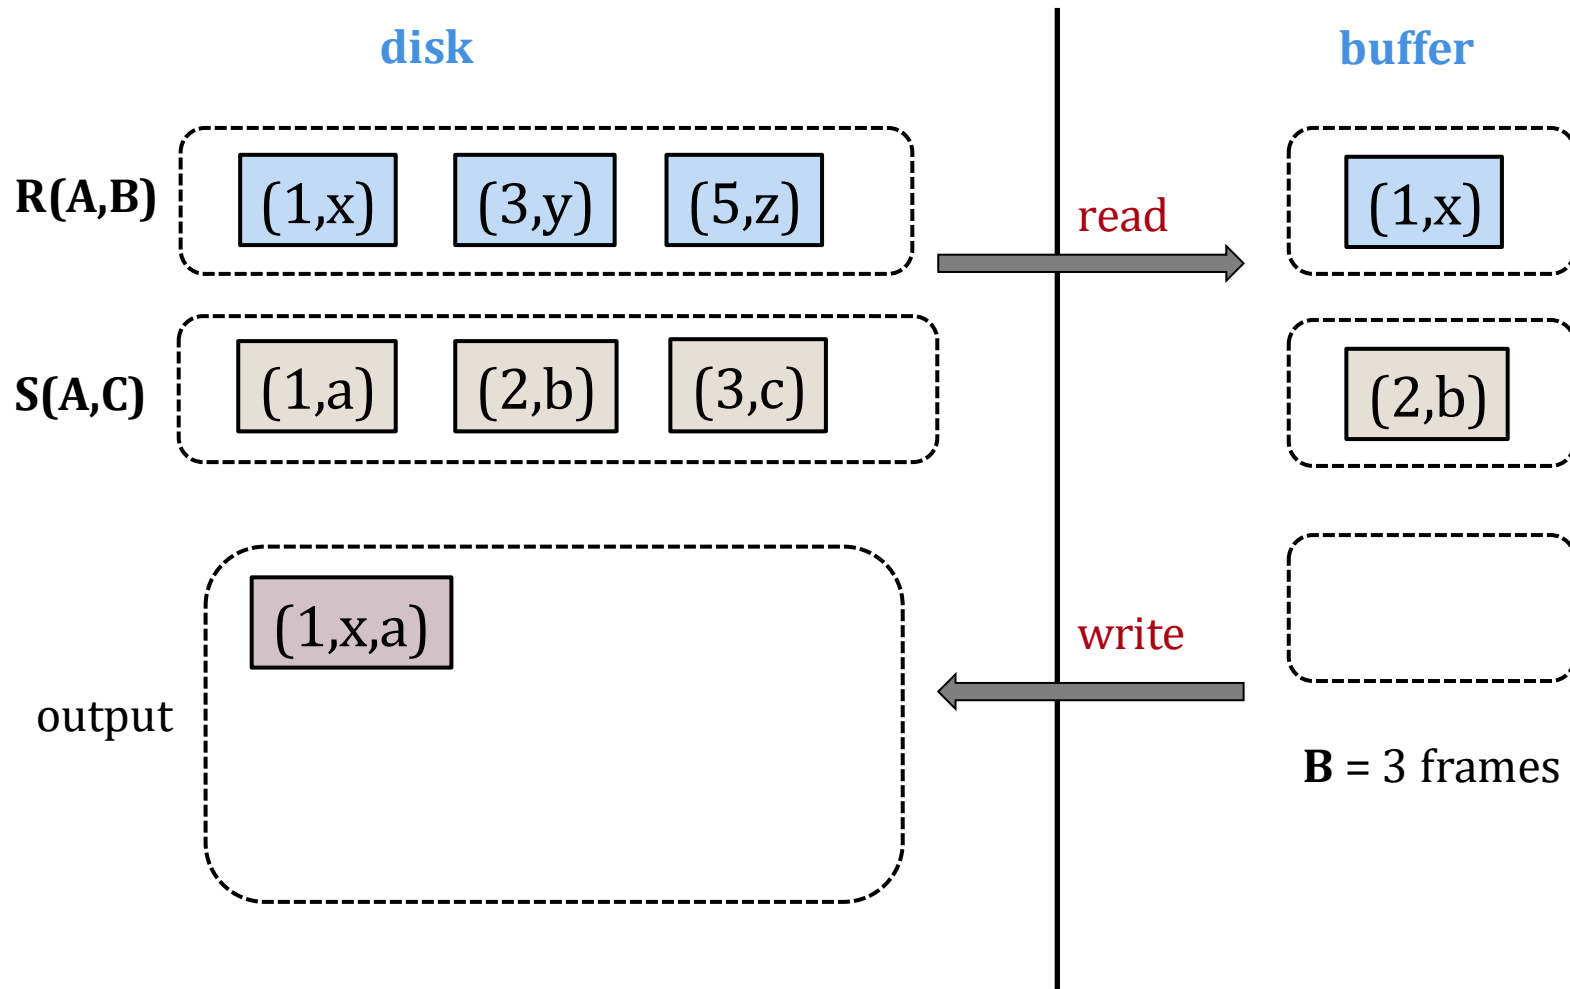 disk
buffer
R(A,B)
(1,x) (3,y) (5,z)
read
(1,x)
S(A,C)
(1,a) (2,b) (3,c)
(2,b)
(1,x,a)
write
output
B = 3 frames